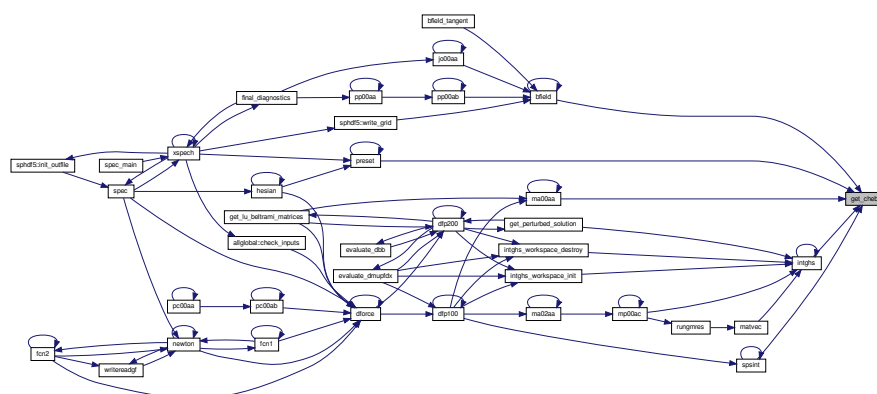 bfield_tangent
jo00aa
final_diagnostics
pp00aa
pp00ab
bfield
sphdf5::write_grid
xspech
sphdf5::init_outfile
spec_main
preset
spec
hesian
ma00aa
get_cheb
get_lu_beltrami_matrices
dfp200
get_perturbed_solution
allglobal::check_inputs
evaluate_dbb
intghs_workspace_destroy
intghs
evaluate_dmupfdx
intghs_workspace_init
pc00aa
pc00ab
dforce
dfp100
ma02aa
mp00ac
rungmres
matvec
newton
fcn1
fcn2
writereadgf
spsint